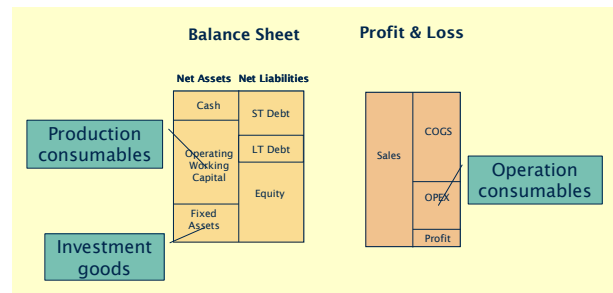 Balance Sheet
Profit & Loss
Net Assets
Net Liabilities
Cash
ST Debt
Operating
Working
Capital
LT Debt
Equity
Fixed
Assets
Sales
COGS
OPEX
Profit
Production
consumables
Investment
goods
Operation
consumables